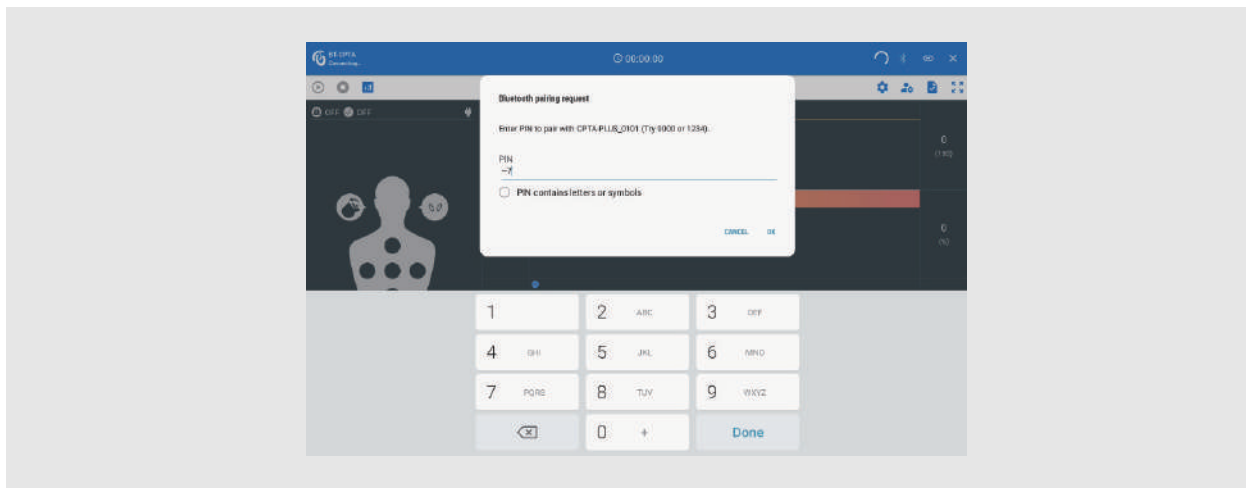 Connecting...
00:00:00
OFF OFF
Bluetooth pairing request
Enter PIN to pair with CPTA-PLUS_0101 (Try 0000 or 1234).
PIN
PIN contains letters or symbols
CANCEL OK
0
0
(%)
1
2 ABC
3 DEF
4 GHI
5 JKL
6 MNO
7 PQRS
8 TUV
9 WXYZ
0 +
Done